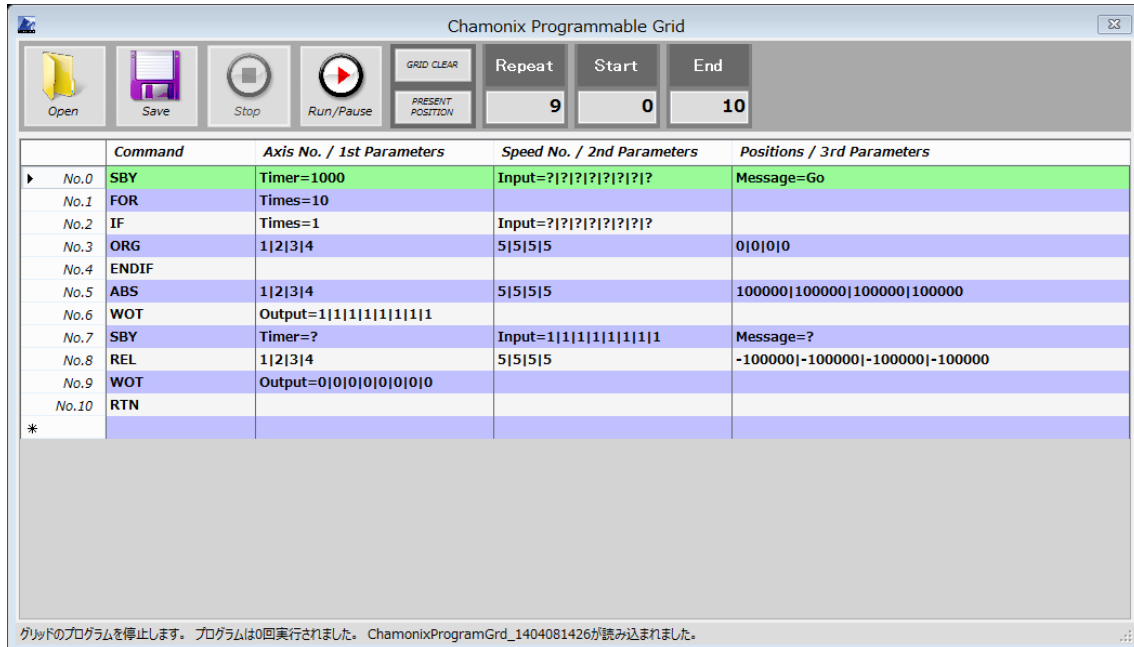 Chamonix Programmable Grid
Open
Save
Stop
Run/Pause
GRID CLEAR
PRESENT POSITION
Repeat Start End
9 0 10
Command Axis No. / 1st Parameters Speed No. / 2nd Parameters Positions / 3rd Parameters
No.0 SBY Timer=1000 Input=?|?|?|?|?|?|?|? Message=Go
No.1 FOR Times=10
No.2 IF Times=1 Input=?|?|?|?|?|?|?|?
No.3 ORG 1|2|3|4 5|5|5|5 0|0|0|0
No.4 ENDIF
No.5 ABS 1|2|3|4 5|5|5|5 100000|100000|100000|100000
No.6 WOT Output=1|1|1|1|1|1|1|1
No.7 SBY Timer=? Input=1|1|1|1|1|1|1|1 Message=?
No.8 REL 1|2|3|4 5|5|5|5 -100000|-100000|-100000|-100000
No.9 WOT Output=0|0|0|0|0|0|0|0
No.10 RTN
*
グリッドのプログラムを停止します。 プログラムは0回実行されました。 ChamonixProgramGrd_1404081426が読み込まれました。